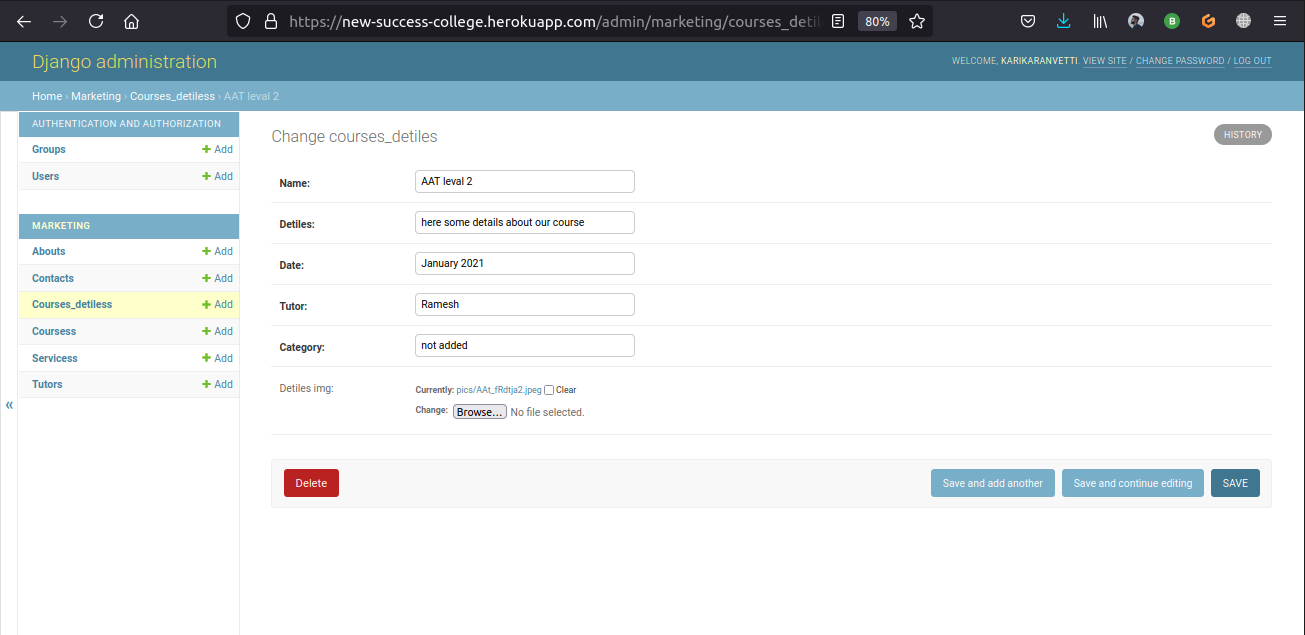 https://new-success-college.herokuapp.com/admin/marketing/courses_detil
80%
B
Django administration
WELCOME, KARIKARANVETTI. VIEW SITE / CHANGE PASSWORD / LOG OUT
Home › Marketing › Courses_detiless › AAT leval 2
AUTHENTICATION AND AUTHORIZATION
Groups + Add
Users + Add
MARKETING
Abouts + Add
Contacts + Add
Courses_detiless + Add
Coursess + Add
Servicess + Add
Tutors + Add
«
Change courses_detiles
HISTORY
Name: AAT leval 2
Detiles: here some details about our course
Date: January 2021
Tutor: Ramesh
Category: not added
Detiles img: Currently: pics/AAt_fRdtja2.jpeg Clear
Change: Browse... No file selected.
Delete Save and add another Save and continue editing SAVE